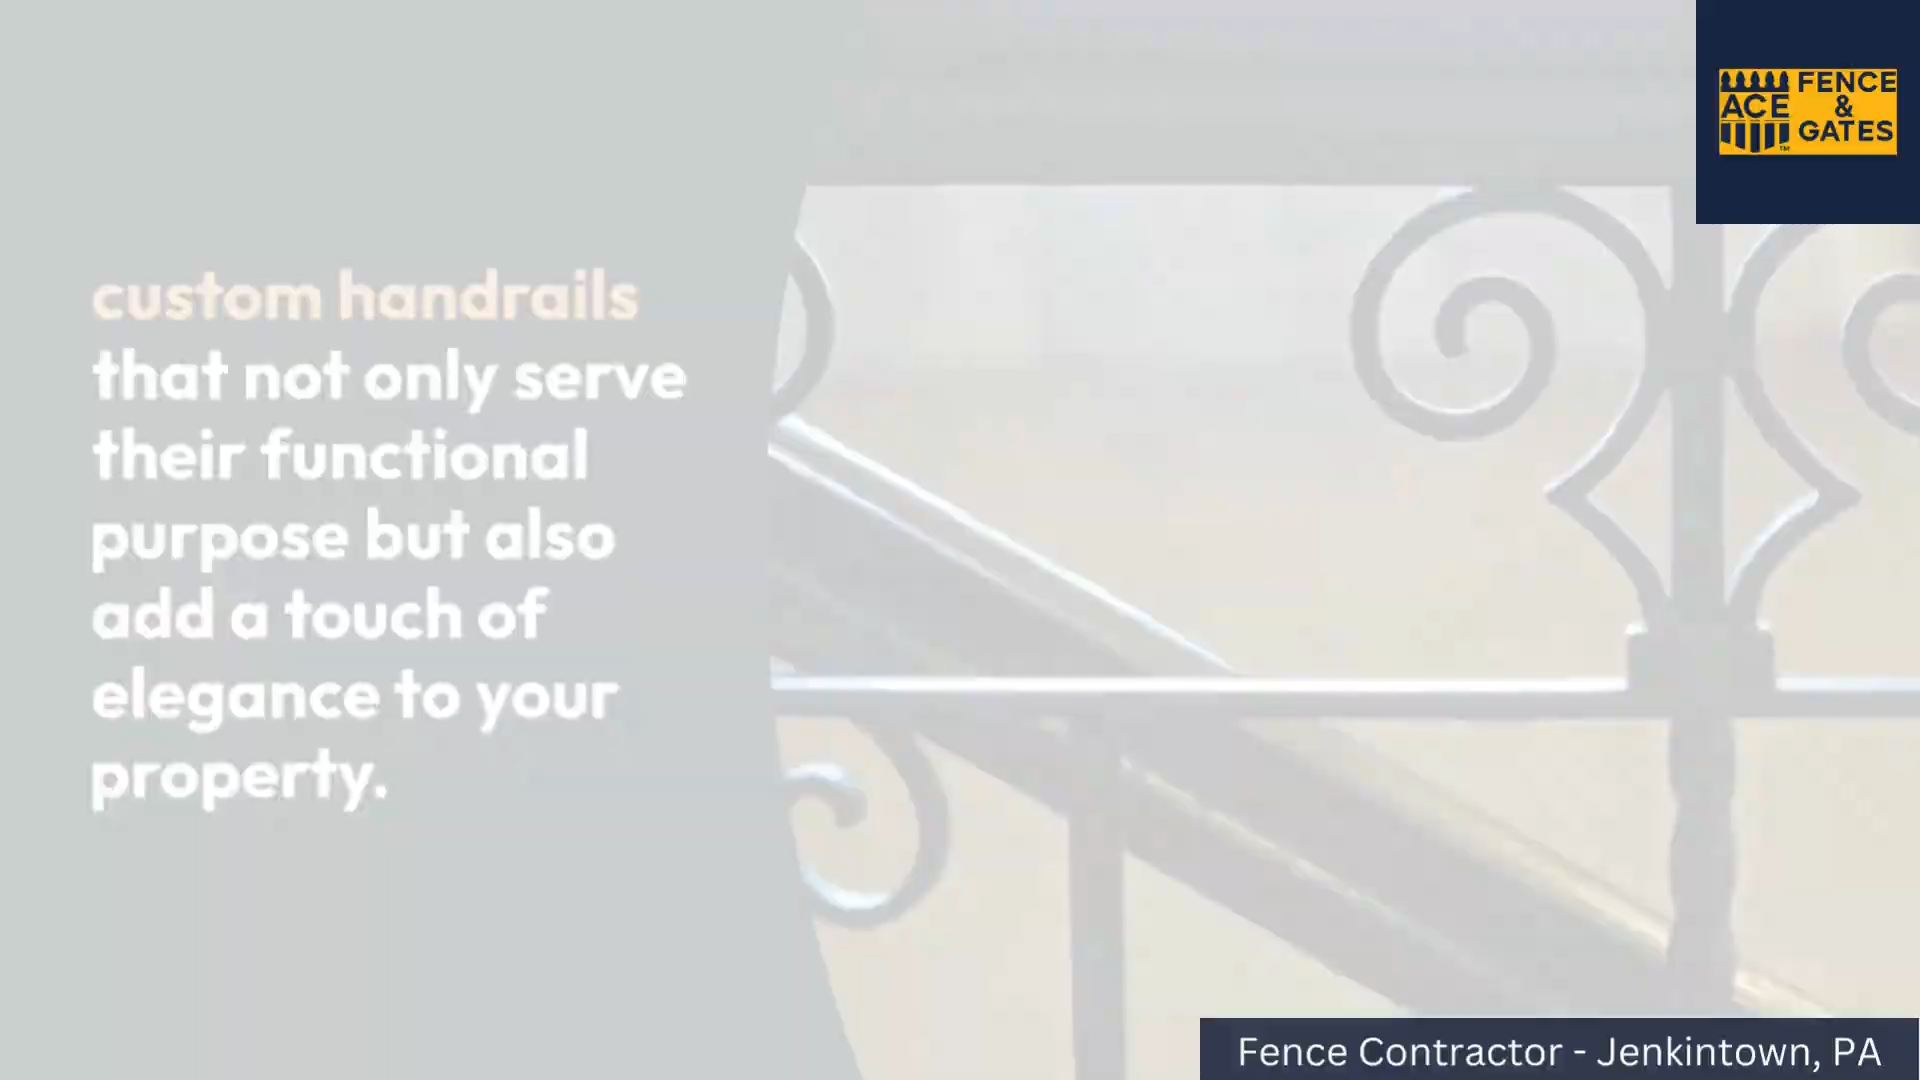 custom handrails
that not only serve
their functional
purpose but also
add a touch of
elegance to your
property.
ACE
FENCE
&
GATES
TM
Fence Contractor - Jenkintown, PA